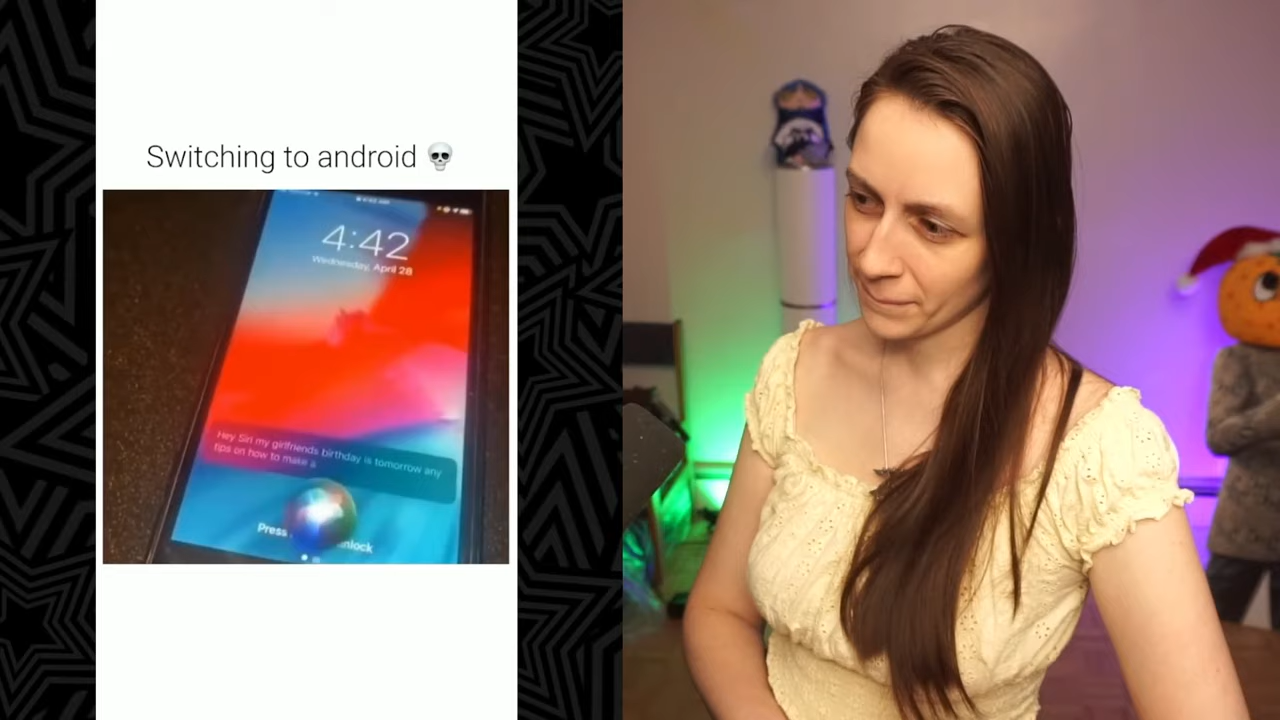 Switching to android 💀
4:42
Wednesday, April 28
Hey Siri my girlfriends birthday is tomorrow any
tips on how to make a
Press unlock